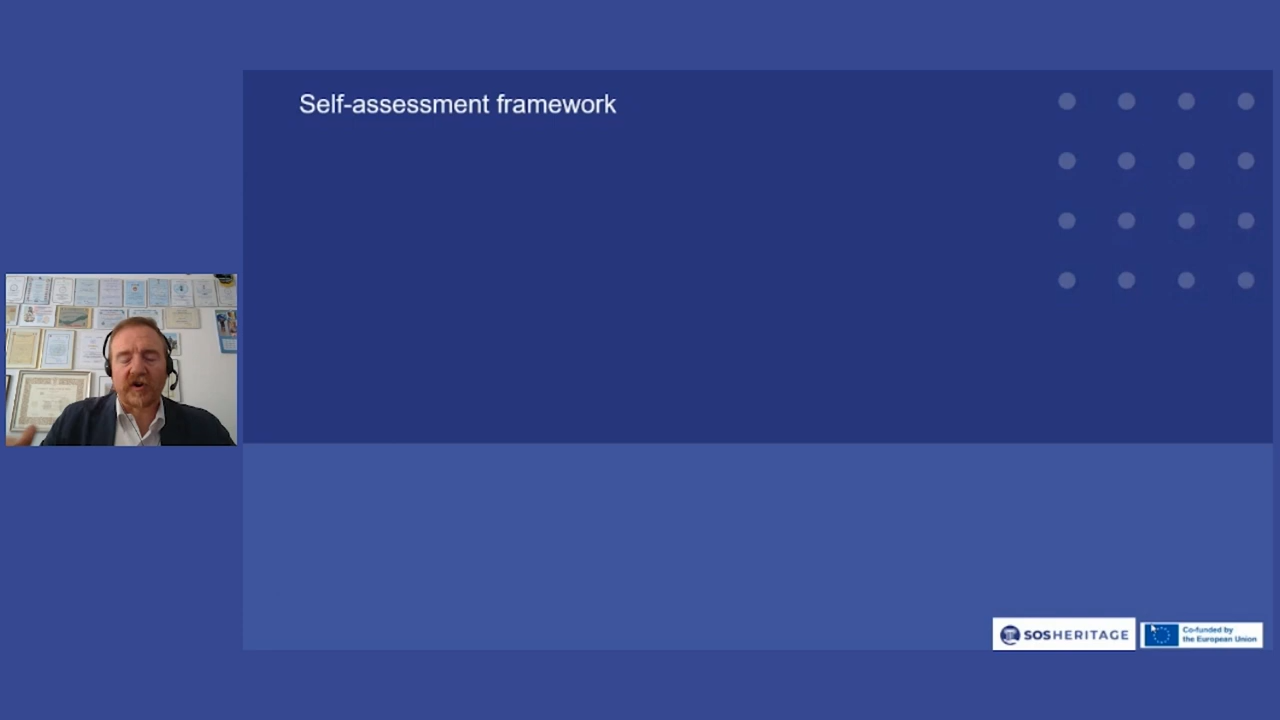 Self-assessment framework
SOSHERITAGE
Co-funded by
the European Union